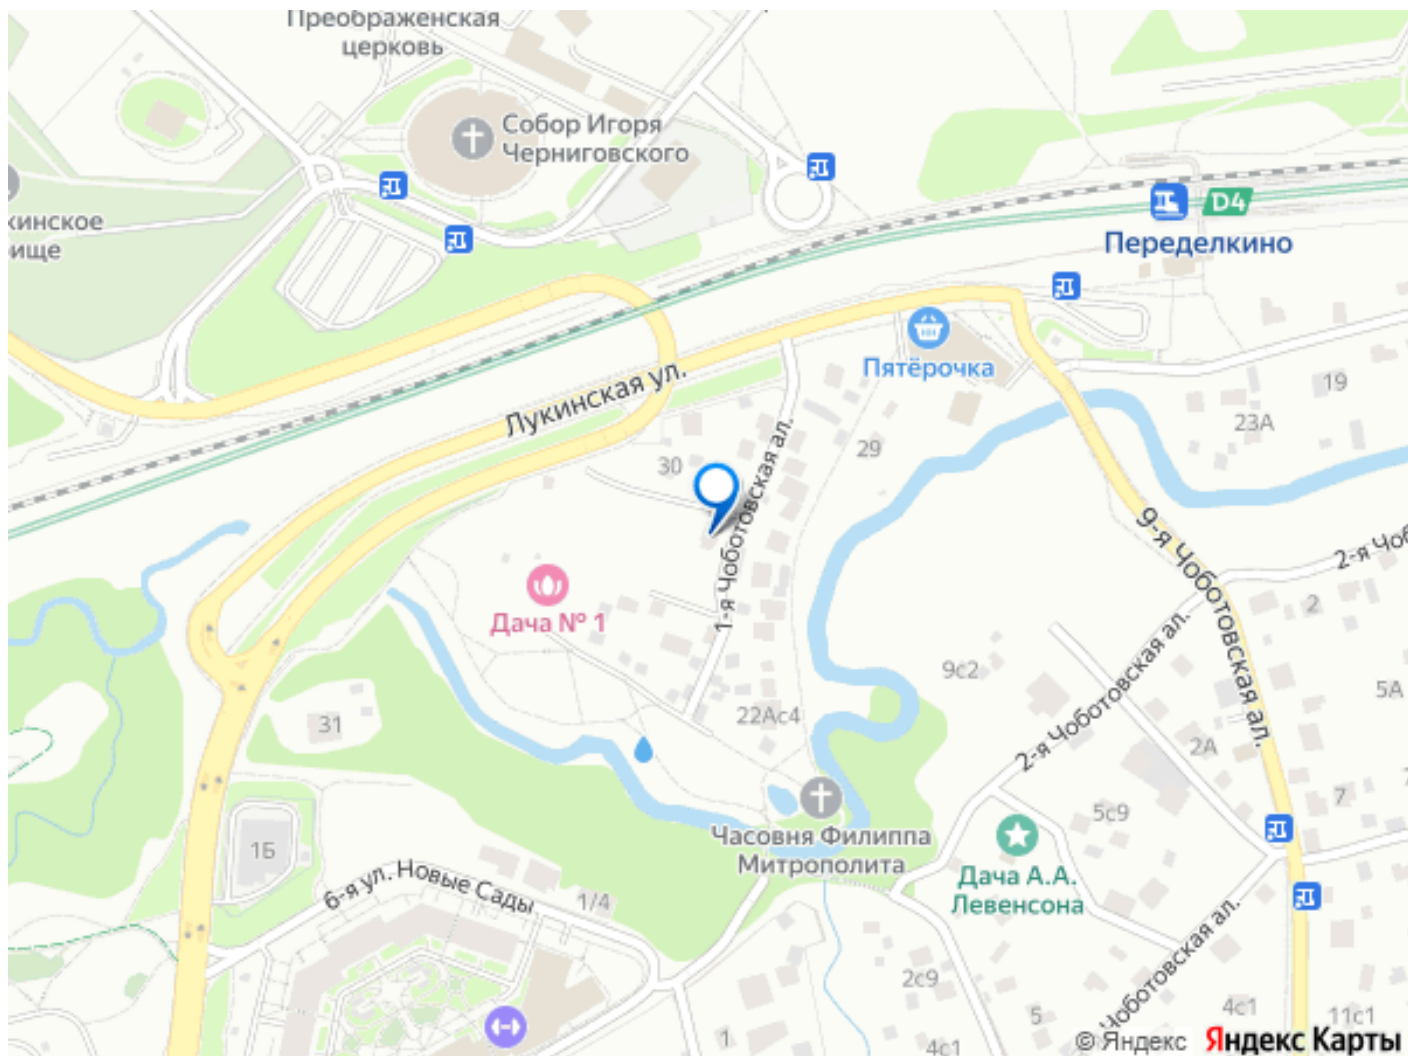 Преображенская
церковь
Собор Игоря
Черниговского
кинское
ище
D4
Переделкино
Пятёрочка
Лукинская ул.
19
23А
29
30
1-я Чоботовская ал.
9-я Чоботовская ал.
2-я Чоб
Дача № 1
2
9с2
2-я Чоботовская ал.
5А
22Ас4
31
2А
7
5с9
Часовня Филиппа
Митрополита
1Б
Дача А.А.
Левенсона
6-я ул. Новые Сады
1/4
Чоботовская ал.
2с9
5
4с1
11с1
1
4с1
© Яндекс Яндекс Карты